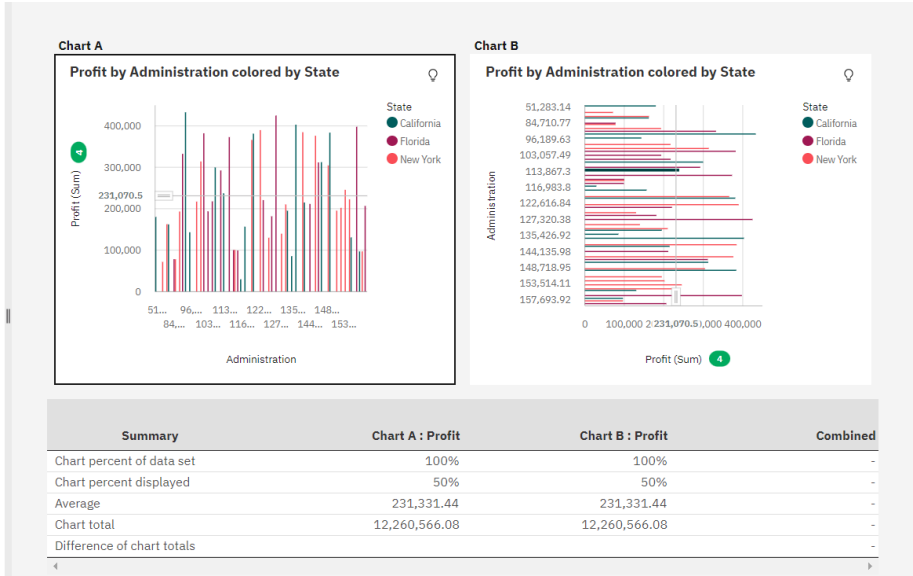 Chart A
Profit by Administration colored by State
State
California
Florida
New York
400,000
300,000
231,070.5
200,000
100,000
0
Profit (Sum) 4
51... 96,... 113... 122... 135... 148...
84,... 103... 116... 127... 144... 153...
Administration
Chart B
Profit by Administration colored by State
State
California
Florida
New York
51,283.14
84,710.77
96,189.63
103,057.49
113,867.3
116,983.8
122,616.84
127,320.38
135,426.92
144,135.98
148,718.95
153,514.11
157,693.92
Administration
0 100,000 231,070.5 400,000
Profit (Sum) 4
Summary Chart A : Profit Chart B : Profit Combined
Chart percent of data set 100% 100% -
Chart percent displayed 50% 50% -
Average 231,331.44 231,331.44 -
Chart total 12,260,566.08 12,260,566.08 -
Difference of chart totals -